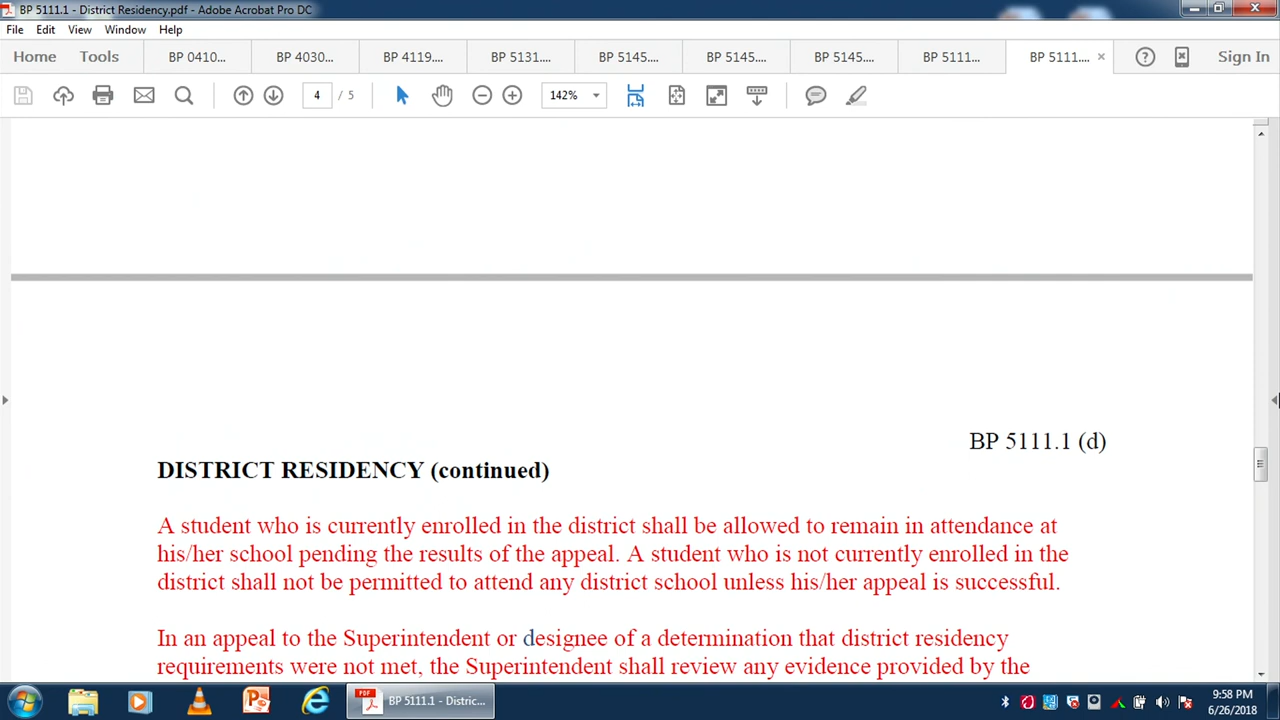 BP 5111.1 - District Residency.pdf - Adobe Acrobat Pro DC
File Edit View Window Help
Home Tools BP 0410... BP 4030... BP 4119.... BP 5131.... BP 5145.... BP 5145.... BP 5145.... BP 5111... BP 5111.... × Sign In
4 / 5 142%
BP 5111.1 (d)
DISTRICT RESIDENCY (continued)
A student who is currently enrolled in the district shall be allowed to remain in attendance at
his/her school pending the results of the appeal. A student who is not currently enrolled in the
district shall not be permitted to attend any district school unless his/her appeal is successful.
In an appeal to the Superintendent or designee of a determination that district residency
requirements were not met, the Superintendent shall review any evidence provided by the
BP 5111.1 - Distric...
9:58 PM
6/26/2018